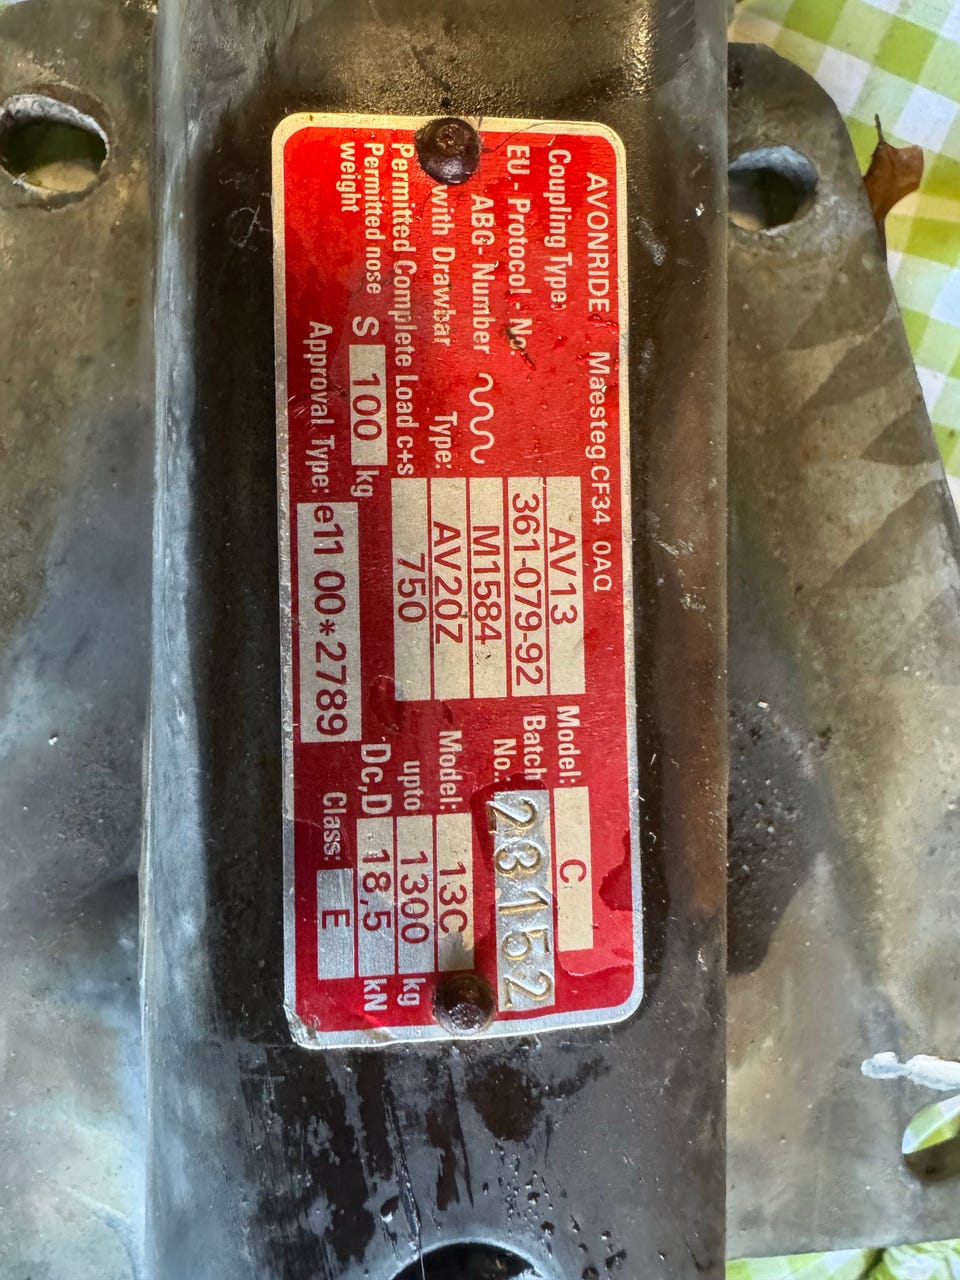 AVONRIDE Maesteg CF34 0AQ
Coupling Type: AV13 Model: C
EU - Protocol - No. 361-079-92 Batch No.: 23152
ABG - Number M1584
with Drawbar Type: AV20Z Model: 13C
Permitted Complete Load c+s 750 upto 1300 kg
Permitted nose weight S 100 kg Dc,D 18,5 kN
Approval Type: e11 00*2789 Class: E